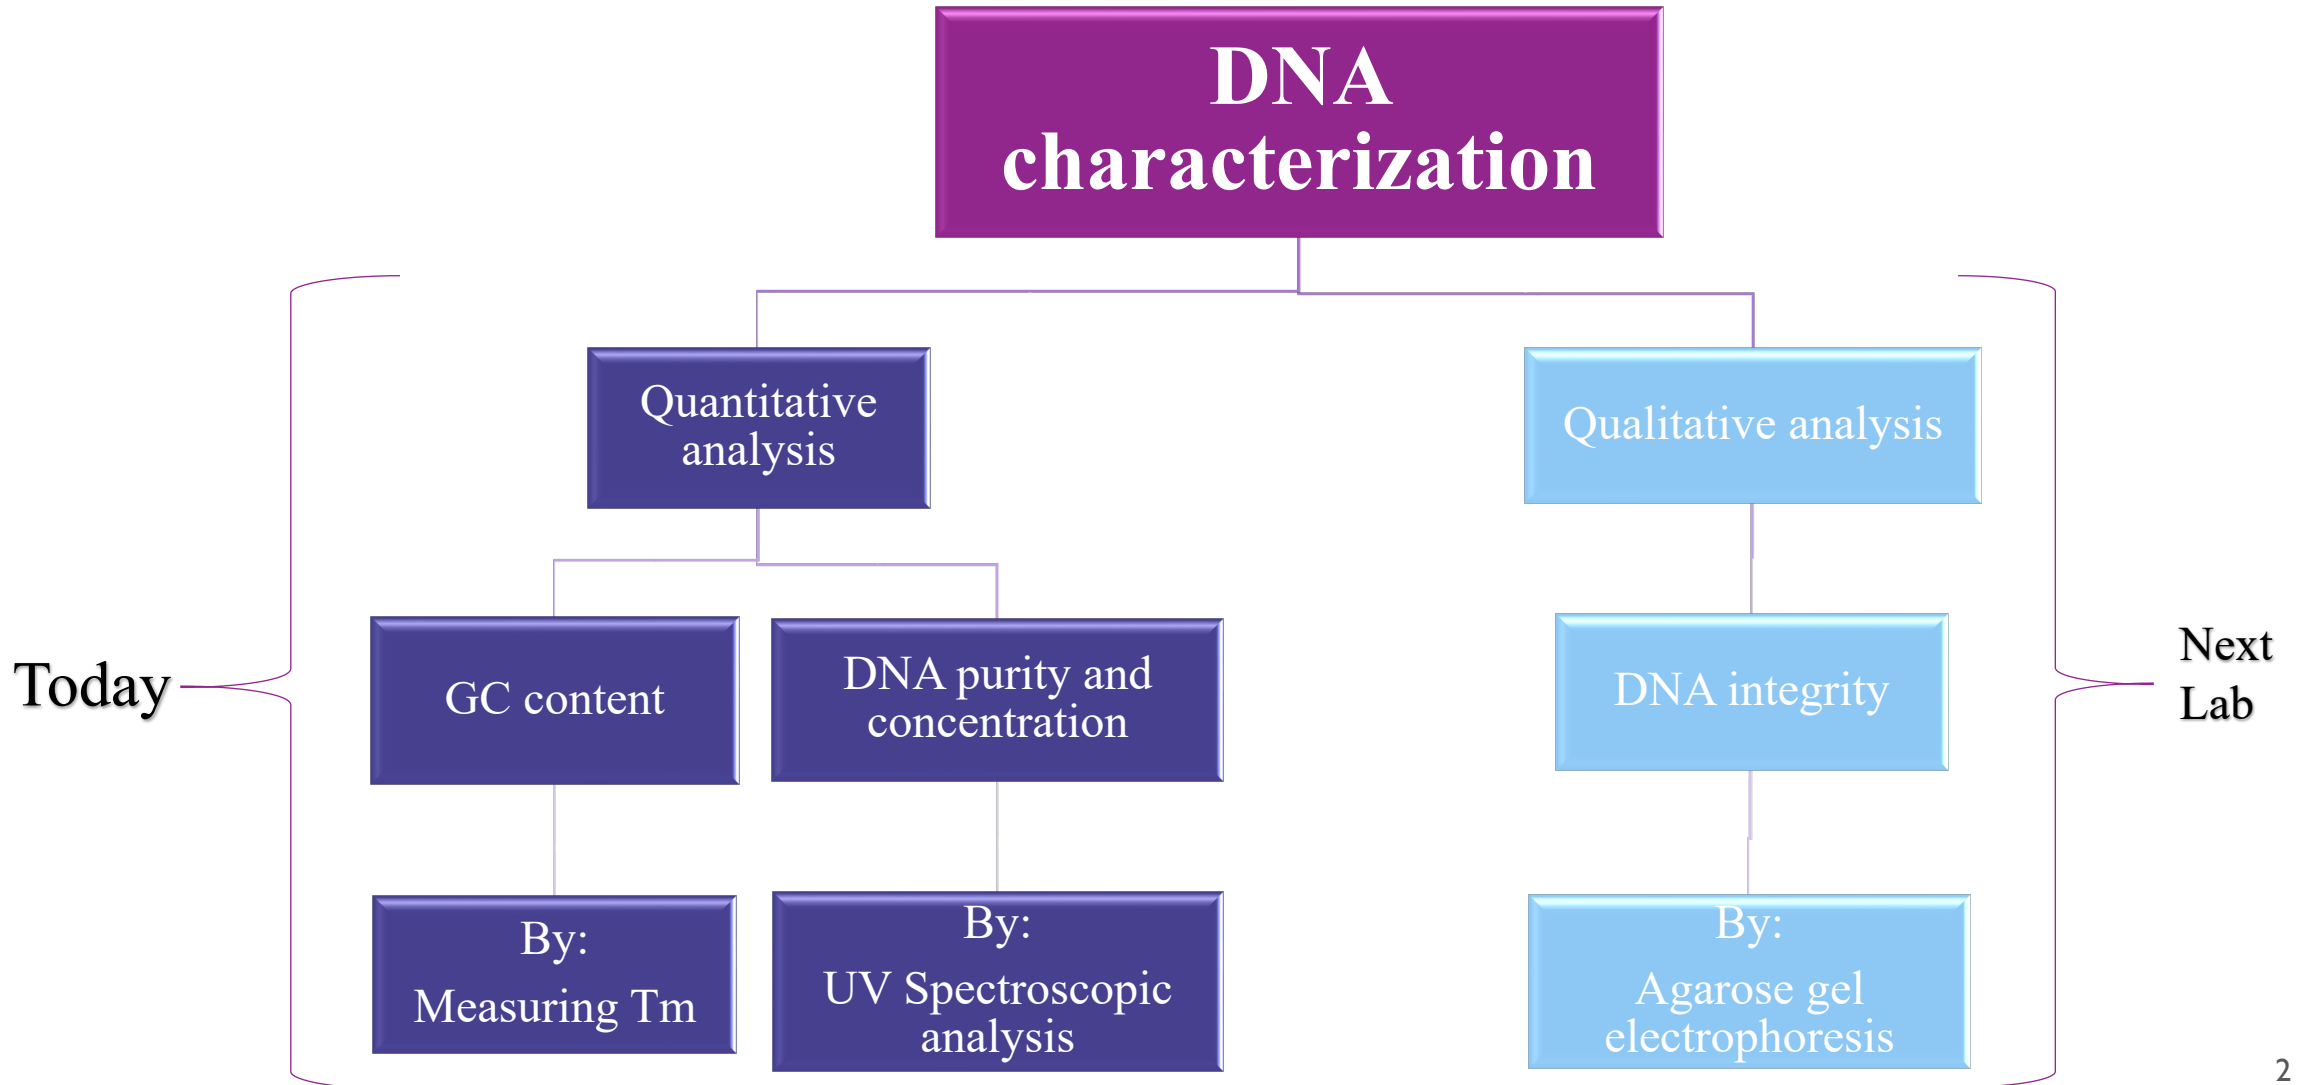 DNA
characterization
Quantitative
analysis
Qualitative analysis
Today
GC content
DNA purity and
concentration
DNA integrity
Next
Lab
By:
Measuring Tm
By:
UV Spectroscopic
analysis
By:
Agarose gel
electrophoresis
2